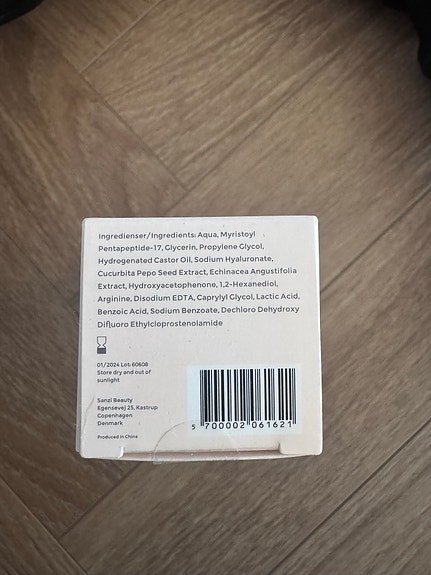 Ingredienser/Ingredients: Aqua, Myristoyl
Pentapeptide-17, Glycerin, Propylene Glycol,
Hydrogenated Castor Oil, Sodium Hyaluronate,
Cucurbita Pepo Seed Extract, Echinacea Angustifolia
Extract, Hydroxyacetophenone, 1,2-Hexanediol,
Arginine, Disodium EDTA, Caprylyl Glycol, Lactic Acid,
Benzoic Acid, Sodium Benzoate, Dechloro Dehydroxy
Difluoro Ethylcloprostenolamide
01/2024 Lot: 60608
Store dry and out of
sunlight
Sanzi Beauty
Egensevej 25, Kastrup
Copenhagen
Denmark
Produced in China
5 700002 061621